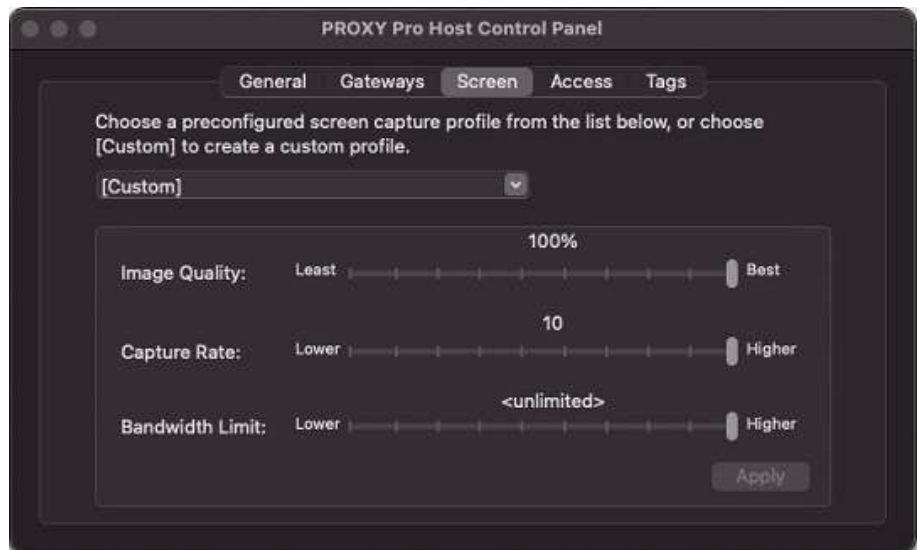 PROXY Pro Host Control Panel
General Gateways Screen Access Tags
Choose a preconfigured screen capture profile from the list below, or choose
[Custom] to create a custom profile.
[Custom]
100%
Image Quality: Least Best
10
Capture Rate: Lower Higher
<unlimited>
Bandwidth Limit: Lower Higher
Apply